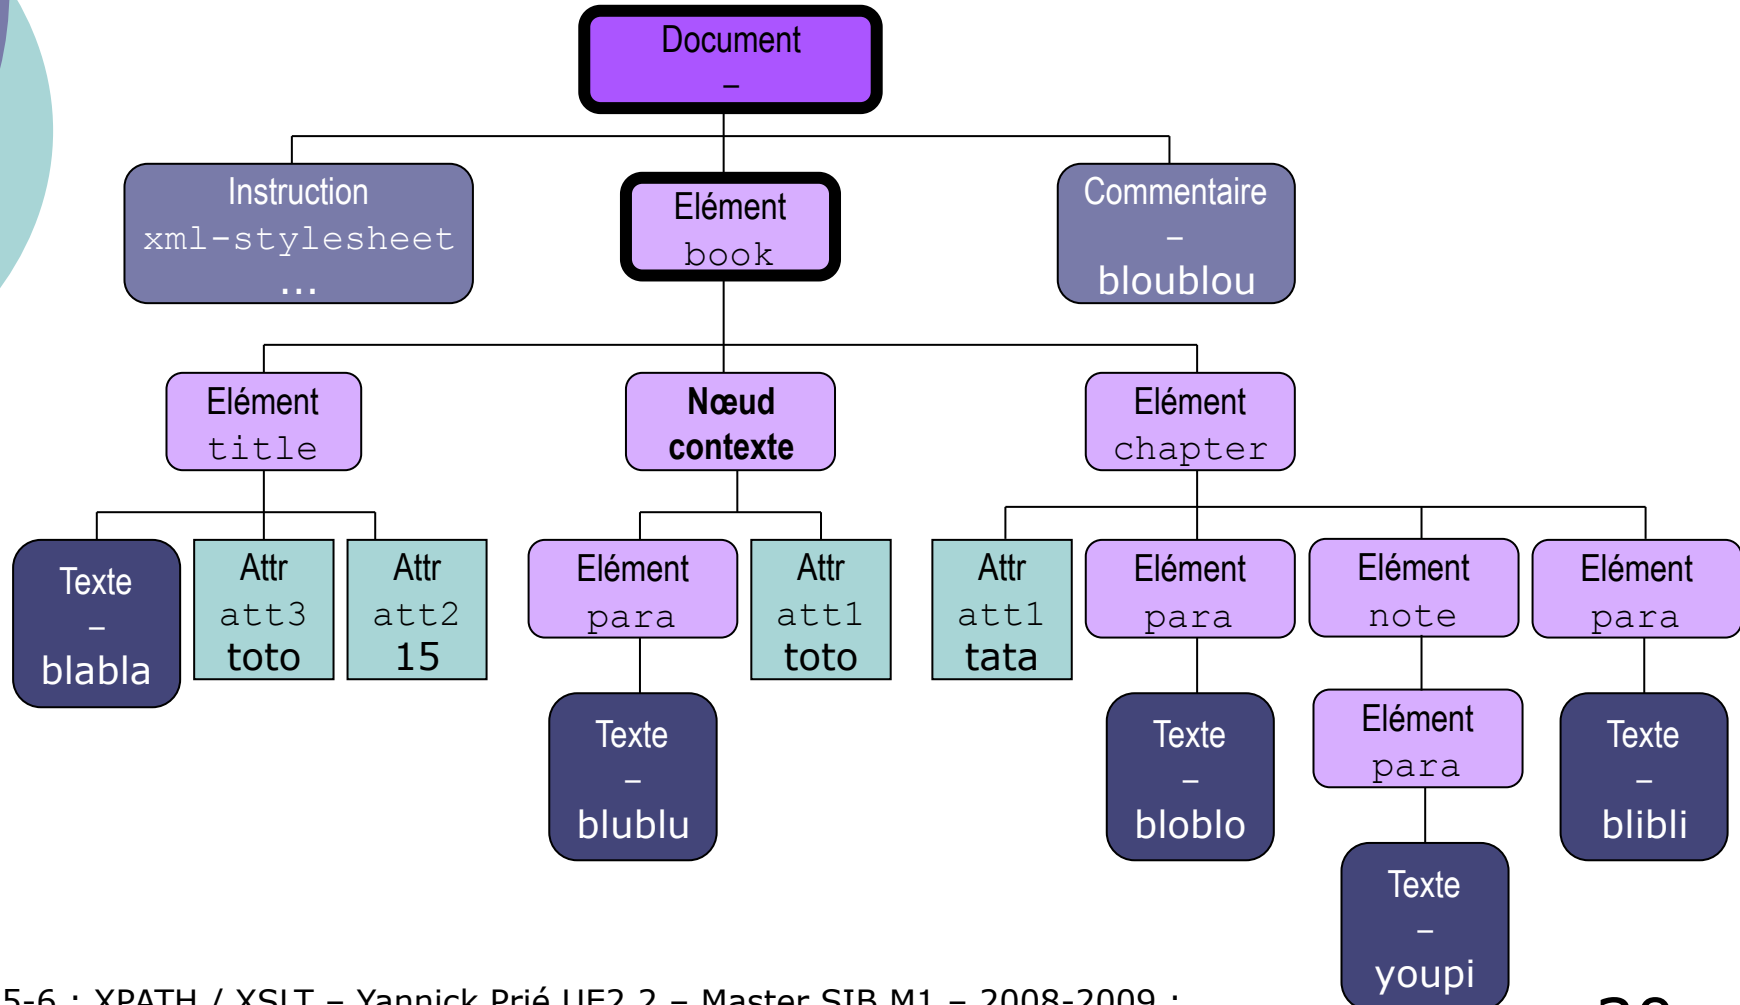 Document
–
Instruction
xml-stylesheet
...
Elément
book
Commentaire
–
bloublou
Elément
title
Nœud
contexte
Elément
chapter
Texte
–
blabla
Attr
att3
toto
Attr
att2
15
Elément
para
Attr
att1
toto
Attr
att1
tata
Elément
para
Elément
note
Elément
para
Texte
–
blublu
Texte
–
bloblo
Elément
para
Texte
–
blibli
Texte
–
youpi
5-6 : XPATH / XSLT – Yannick Prié UE2.2 – Master SIB M1 – 2008-2009 :